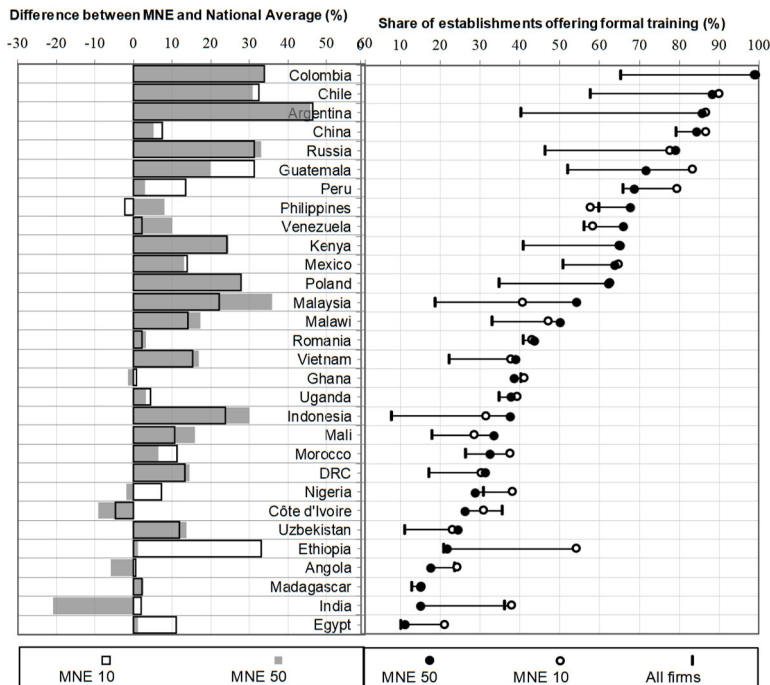 Difference between MNE and National Average (%)
Share of establishments offering formal training (%)
-30 -20 -10 0 10 20 30 40 50 60
0 10 20 30 40 50 60 70 80 90 100
Colombia
Chile
Argentina
China
Russia
Guatemala
Peru
Philippines
Venezuela
Kenya
Mexico
Poland
Malaysia
Malawi
Romania
Vietnam
Ghana
Uganda
Indonesia
Mali
Morocco
DRC
Nigeria
Côte d'Ivoire
Uzbekistan
Ethiopia
Angola
Madagascar
India
Egypt
MNE 10 MNE 50
MNE 50 MNE 10 All firms